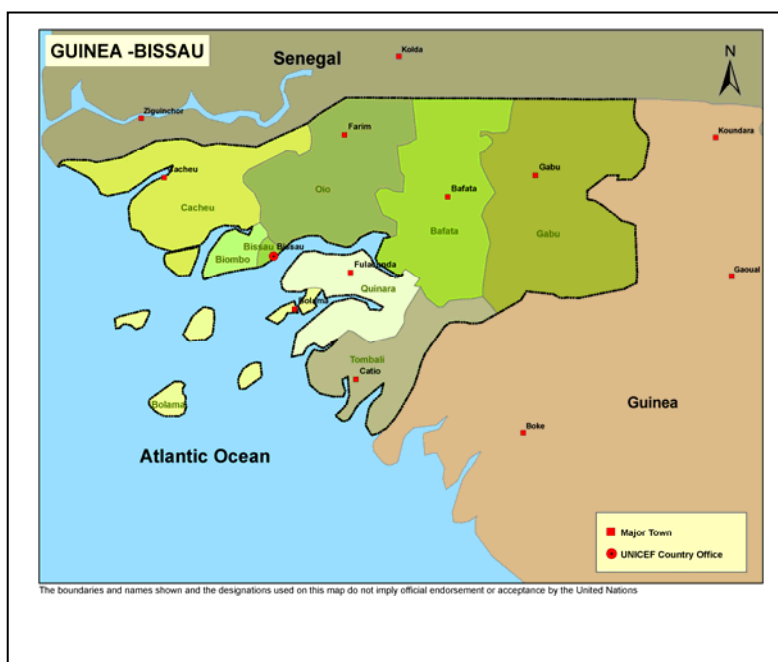 GUINEA -BISSAU
Senegal
Kolda
N
Ziguinchor
Koundara
Farim
Cacheu
Gabu
Oio
Bafata
Cacheu
Bafata
Gabu
Bissau
Bissau
Biombo
Fulacunda
Gaoual
Quinara
Bolama
Tombali
Catio
Bolama
Guinea
Boke
Atlantic Ocean
Major Town
UNICEF Country Office
The boundaries and names shown and the designations used on this map do not imply official endorsement or acceptance by the United Nations